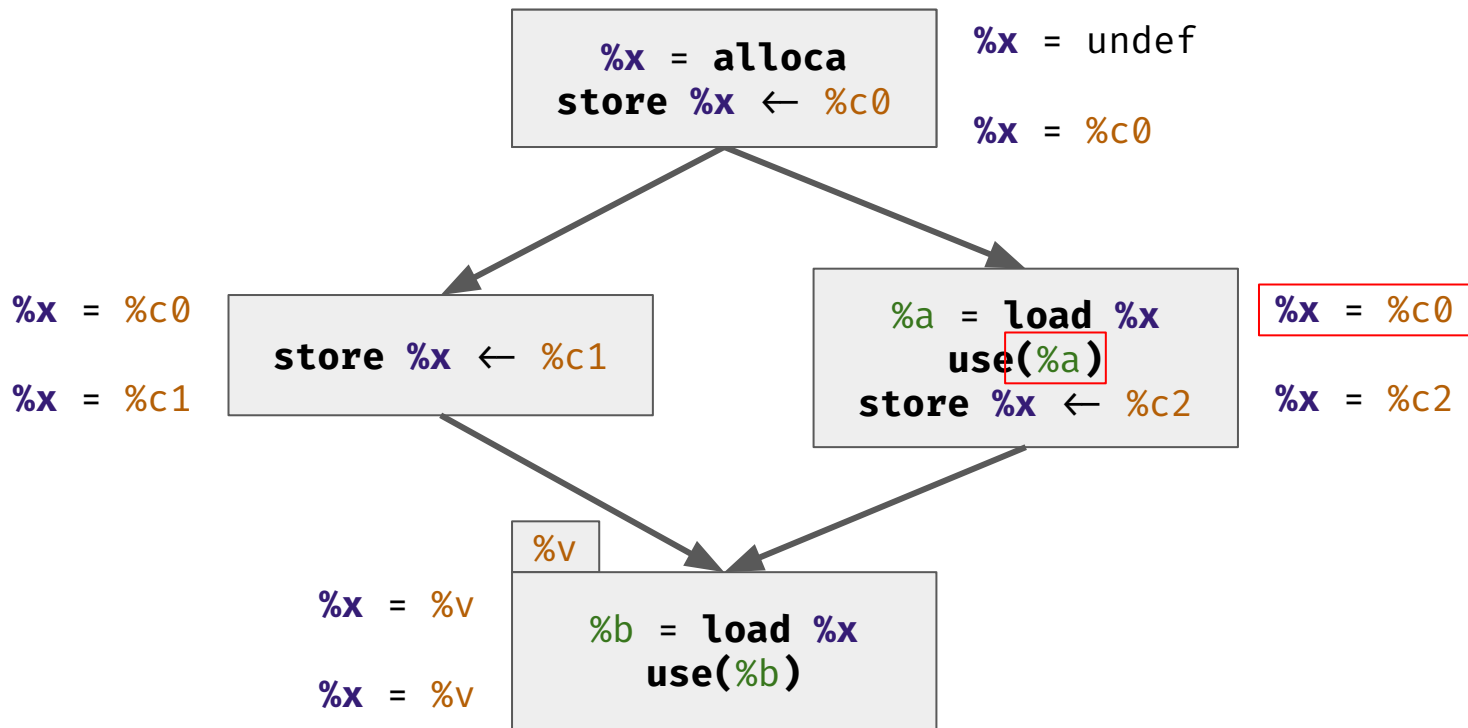 %x = alloca
store %x ← %c0
%x = undef
%x = %c0
%x = %c0
%x = %c1
store %x ← %c1
%a = load %x
use(%a)
store %x ← %c2
%x = %c0
%x = %c2
%v
%x = %v
%x = %v
%b = load %x
use(%b)